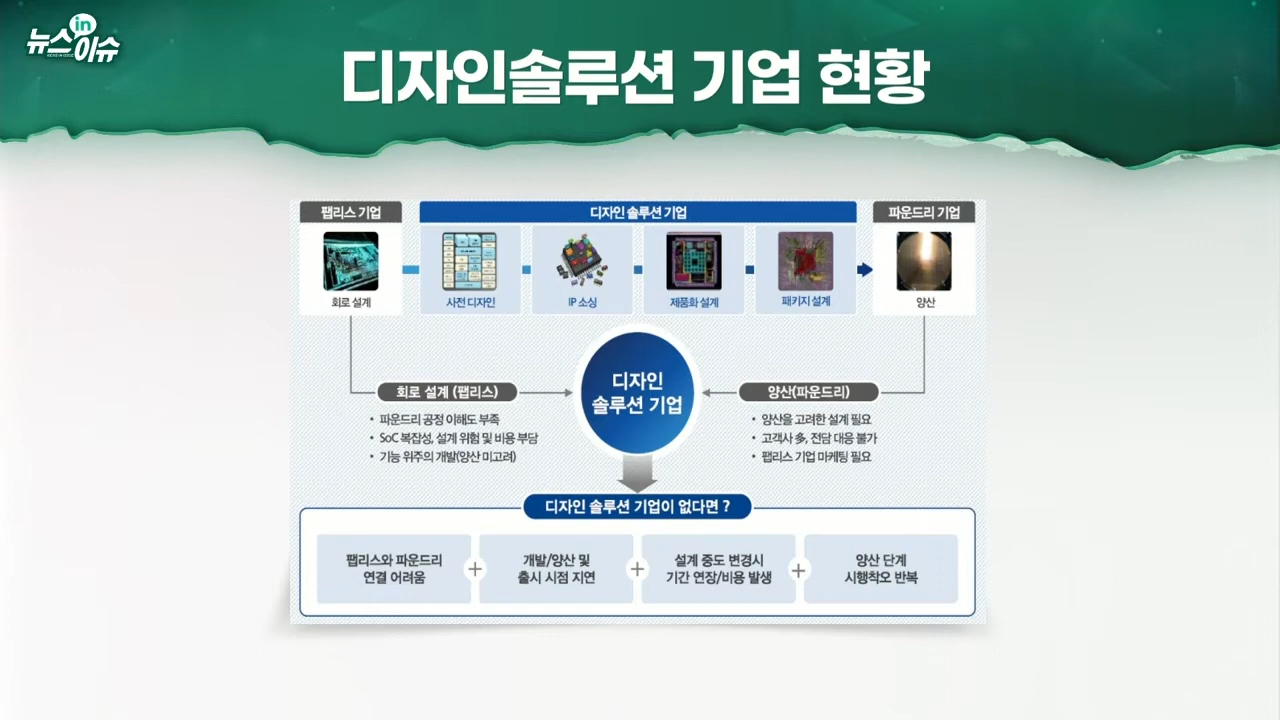 뉴스in이슈
디자인솔루션 기업 현황
팹리스 기업
디자인 솔루션 기업
파운드리 기업
회로 설계
사전 디자인
IP 소싱
제품화 설계
패키지 설계
양산
회로 설계 (팹리스)
• 파운드리 공정 이해도 부족
• SoC 복잡성, 설계 위험 및 비용 부담
• 기능 위주의 개발(양산 미고려)
디자인
솔루션 기업
양산(파운드리)
• 양산을 고려한 설계 필요
• 고객사 多, 전담 대응 불가
• 팹리스 기업 마케팅 필요
디자인 솔루션 기업이 없다면 ?
팹리스와 파운드리
연결 어려움
+
개발/양산 및
출시 시점 지연
+
설계 중도 변경시
기간 연장/비용 발생
+
양산 단계
시행착오 반복